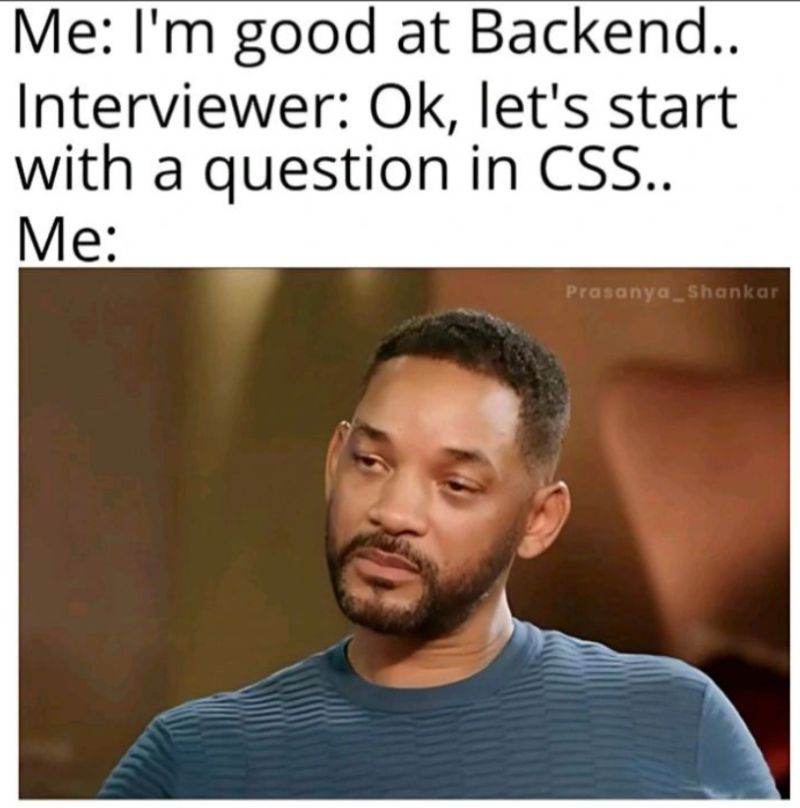 Me: I'm good at Backend..
Interviewer: Ok, let's start
with a question in CSS..
Me:
Prasanya_Shankar